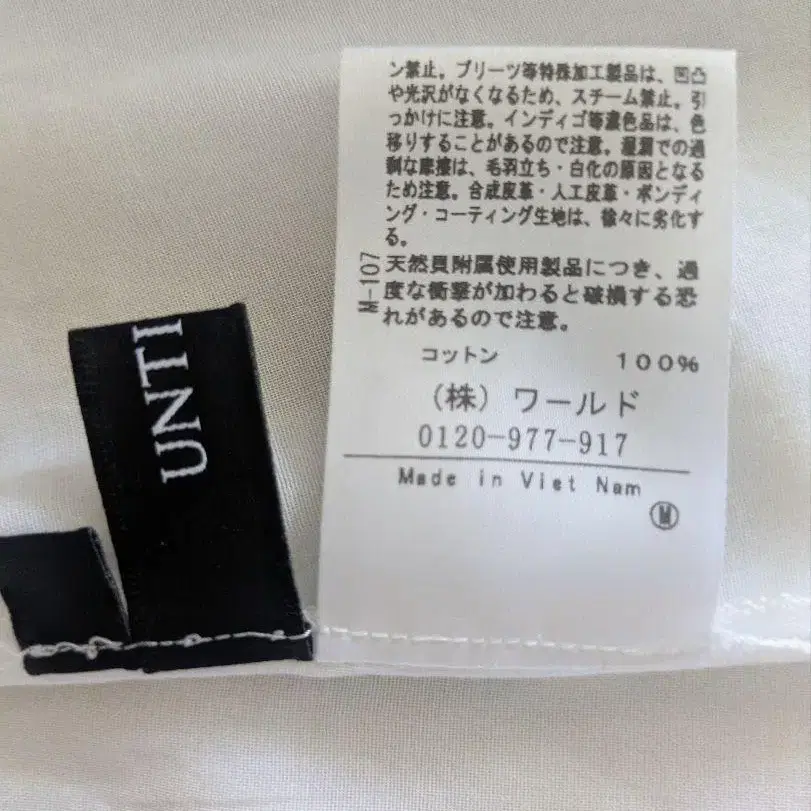 ン禁止。プリーツ等特殊加工製品は、凹凸
や光沢がなくなるため、スチーム禁止。引
っかけに注意。インディゴ等濃色品は、色
移りすることがあるので注意。湿潤での過
剰な摩擦は、毛羽立ち・白化の原因となる
ため注意。合成皮革・人工皮革・ボンディ
ング・コーティング生地は、徐々に劣化す
る。
M-107
天然貝附属使用製品につき、過
度な衝撃が加わると破損する恐
れがあるので注意。
コットン 100%
(株) ワールド
0120-977-917
Made in Viet Nam
Ⓜ
UNTI